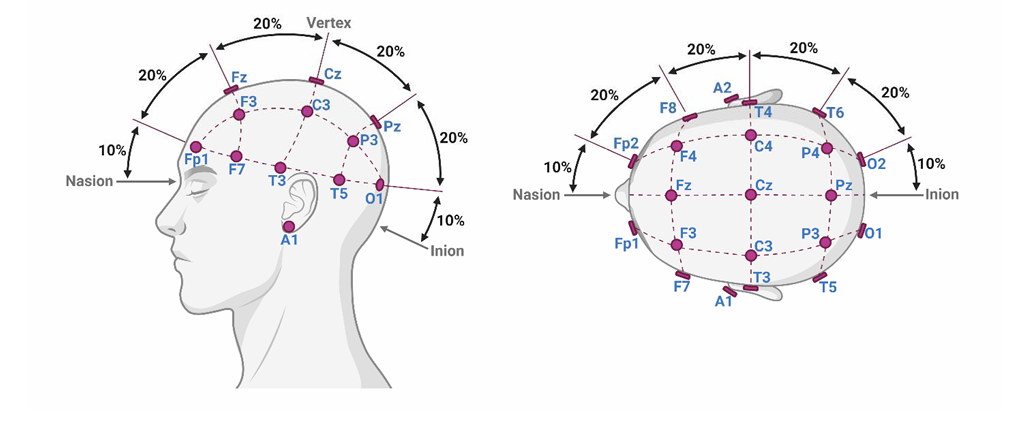 Vertex
20%
20%
20%
20%
10%
10%
Fz
Cz
F3
C3
Pz
P3
Fp1
F7
T3
T5
O1
A1
Nasion
Inion
20%
20%
20%
20%
10%
10%
A2
F8
T4
T6
Fp2
F4
C4
P4
O2
Nasion
Fz
Cz
Pz
Inion
Fp1
F3
C3
P3
O1
F7
T3
A1
T5